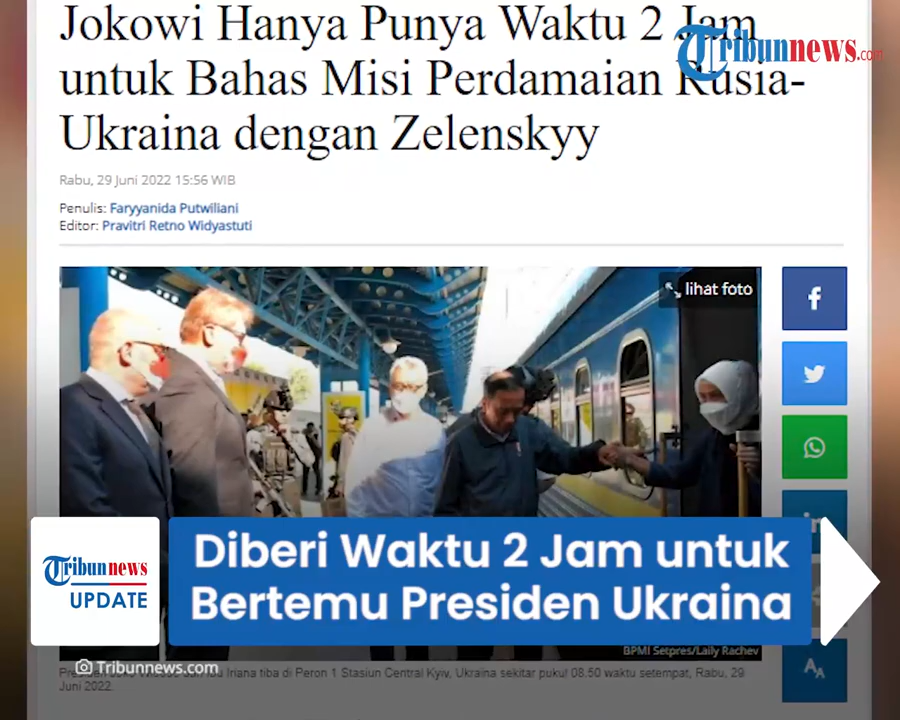 Jokowi Hanya Punya Waktu 2 Jam
untuk Bahas Misi Perdamaian Rusia-
Ukraina dengan Zelenskyy
Tribunnews.com
Rabu, 29 Juni 2022 15:56 WIB
Penulis: Faryyanida Putwiliani
Editor: Pravitri Retno Widyastuti
lihat foto
Tribunnews
UPDATE
Diberi Waktu 2 Jam untuk
Bertemu Presiden Ukraina
BPMI Setpres/Laily Rachev
Tribunnews.com
Iriana tiba di Peron 1 Stasiun Central Kyiv, Ukraina sekitar pukul 08.50 waktu setempat, Rabu, 29
Juni 2022.
AA